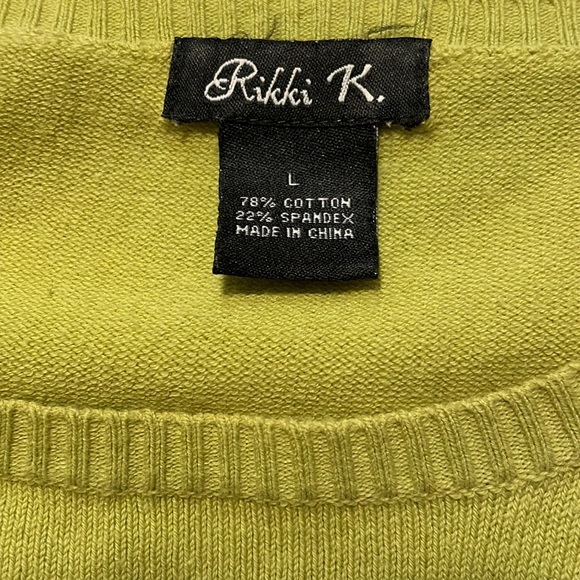 Rikki K.
L
78% COTTON
22% SPANDEX
MADE IN CHINA